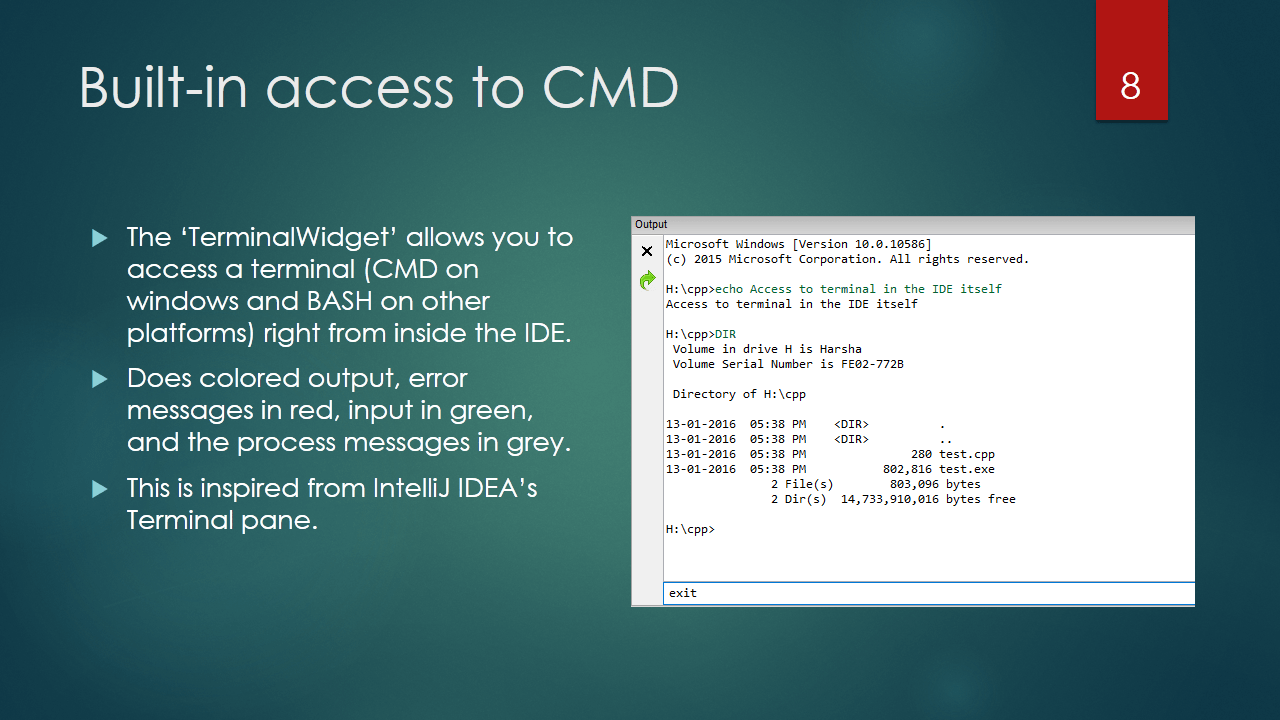 Built-in access to CMD
8
The ‘TerminalWidget’ allows you to
access a terminal (CMD on
windows and BASH on other
platforms) right from inside the IDE.
Does colored output, error
messages in red, input in green,
and the process messages in grey.
This is inspired from IntelliJ IDEA’s
Terminal pane.
Output
Microsoft Windows [Version 10.0.10586]
(c) 2015 Microsoft Corporation. All rights reserved.
H:\cpp>echo Access to terminal in the IDE itself
Access to terminal in the IDE itself
H:\cpp>DIR
Volume in drive H is Harsha
Volume Serial Number is FE02-772B
Directory of H:\cpp
13-01-2016  05:38 PM    <DIR>          .
13-01-2016  05:38 PM    <DIR>          ..
13-01-2016  05:38 PM               280 test.cpp
13-01-2016  05:38 PM           802,816 test.exe
2 File(s)        803,096 bytes
2 Dir(s)  14,733,910,016 bytes free
H:\cpp>
exit